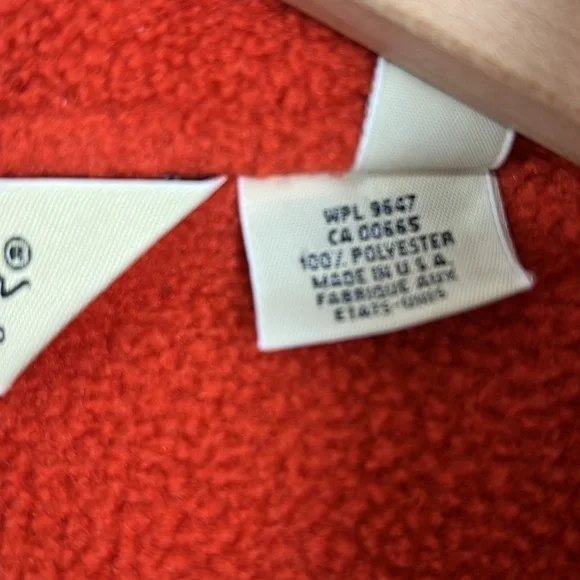 ®
WPL 9647
CA 00665
100% POLYESTER
MADE IN U.S.A.
FABRIQUE AUX
ETATS-UNIS